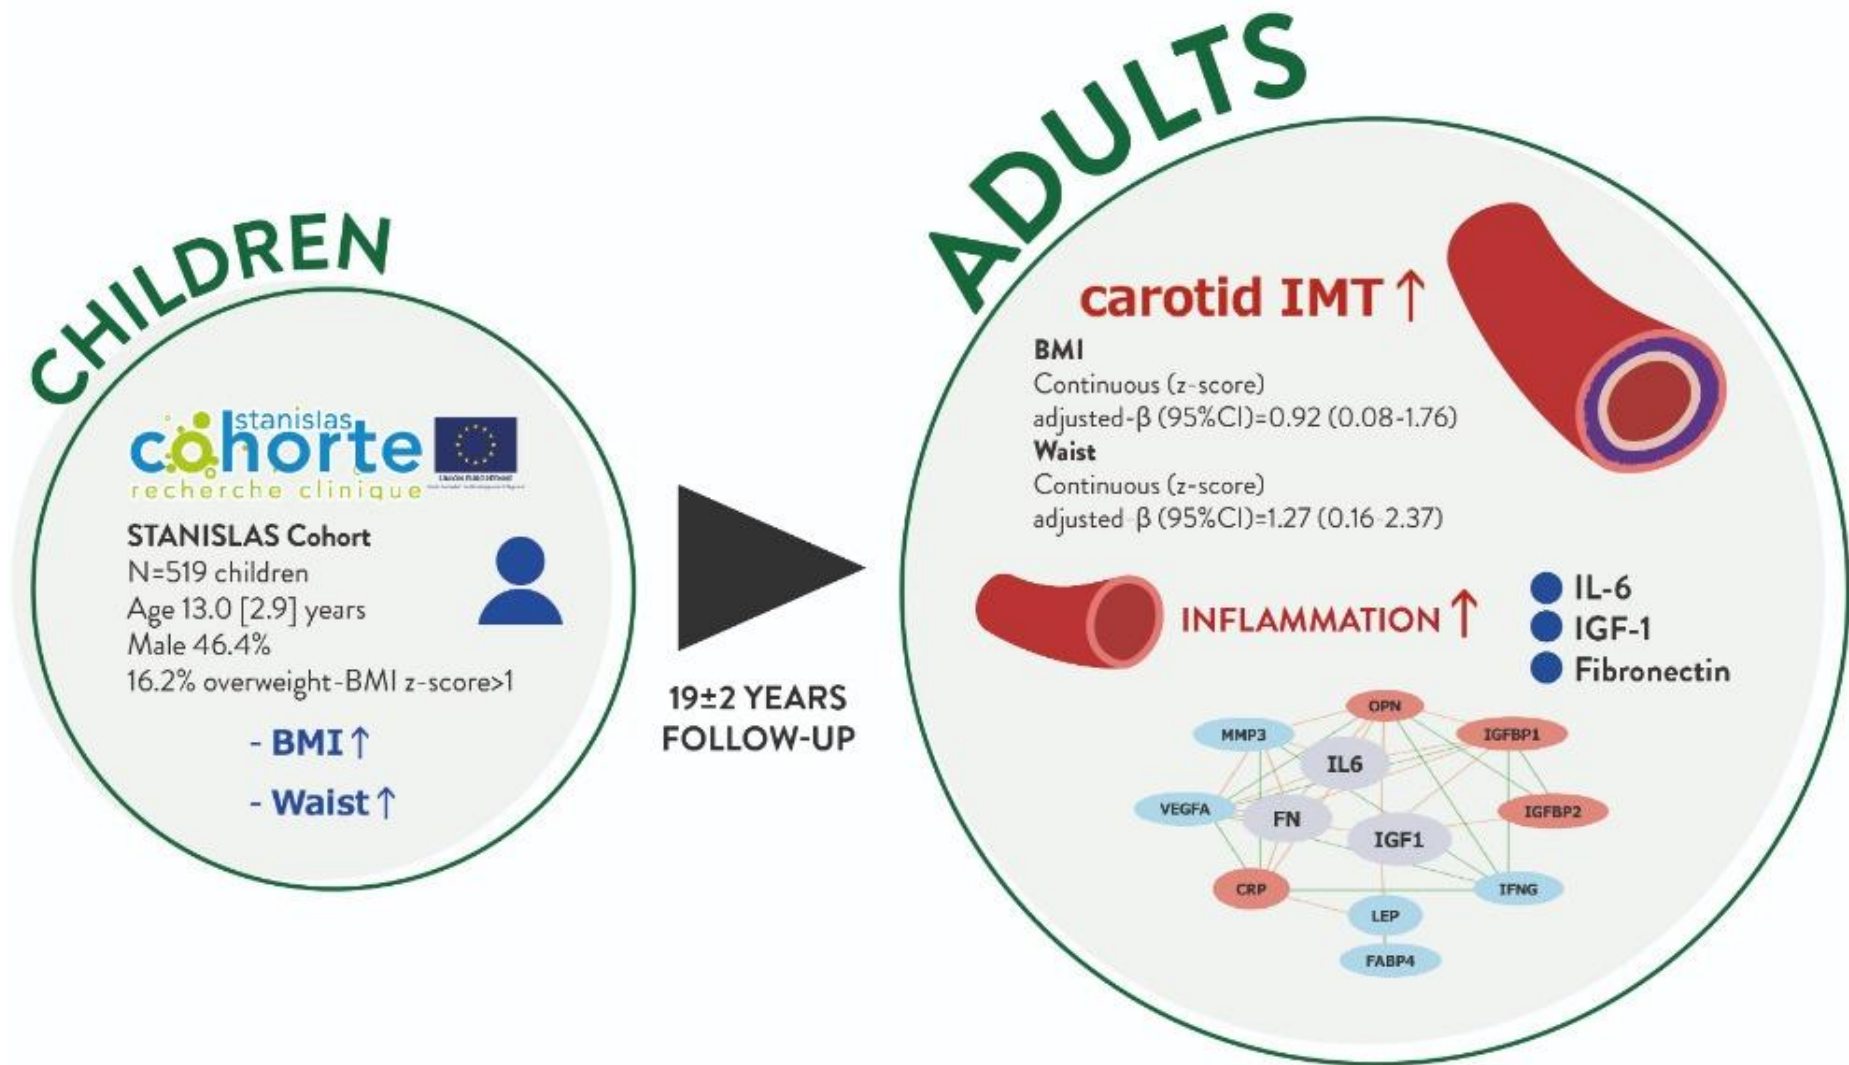 CHILDREN
stanislas
cohorte
recherche clinique
STANISLAS Cohort
N=519 children
Age 13.0 [2.9] years
Male 46.4%
16.2% overweight-BMI z-score>1
- BMI ↑
- Waist ↑
19±2 YEARS
FOLLOW-UP
ADULTS
carotid IMT ↑
BMI
Continuous (z-score)
adjusted-β (95%CI)=0.92 (0.08-1.76)
Waist
Continuous (z-score)
adjusted-β (95%CI)=1.27 (0.16-2.37)
INFLAMMATION ↑
IL-6
IGF-1
Fibronectin
OPN
MMP3
IGFBP1
IL6
VEGFA
FN
IGFBP2
IGF1
CRP
IFNG
LEP
FABP4